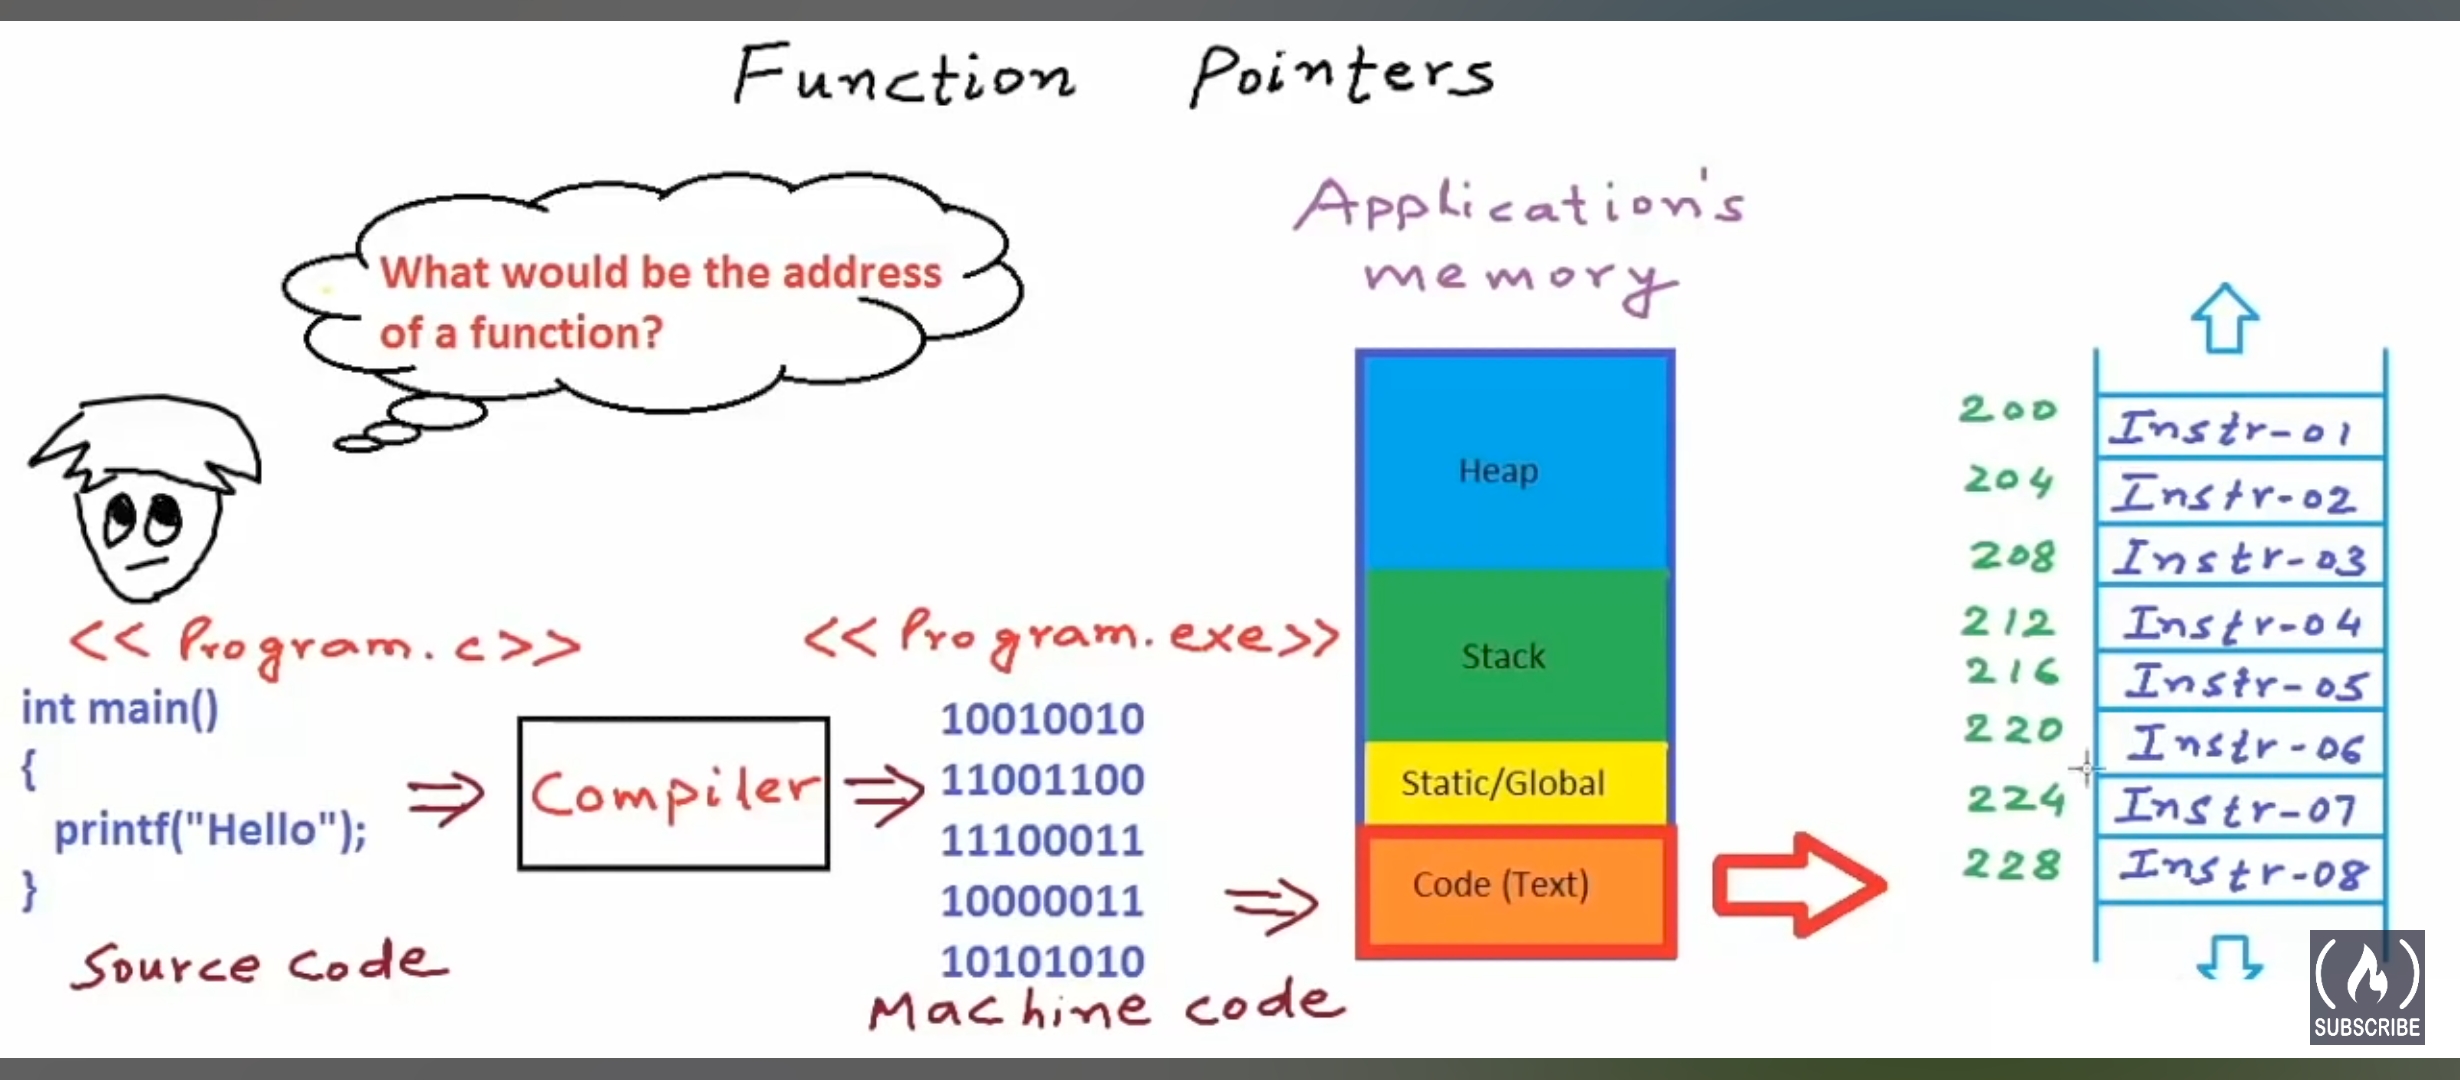 Function Pointers
What would be the address
of a function?
Application's
memory
<< Program.c>>
int main()
{
printf("Hello");
}
Source code
Compiler
<< Program.exe>>
10010010
11001100
11100011
10000011
10101010
Machine code
Heap
Stack
Static/Global
Code (Text)
200 Instr-01
204 Instr-02
208 Instr-03
212 Instr-04
216 Instr-05
220 Instr-06
224 Instr-07
228 Instr-08
SUBSCRIBE